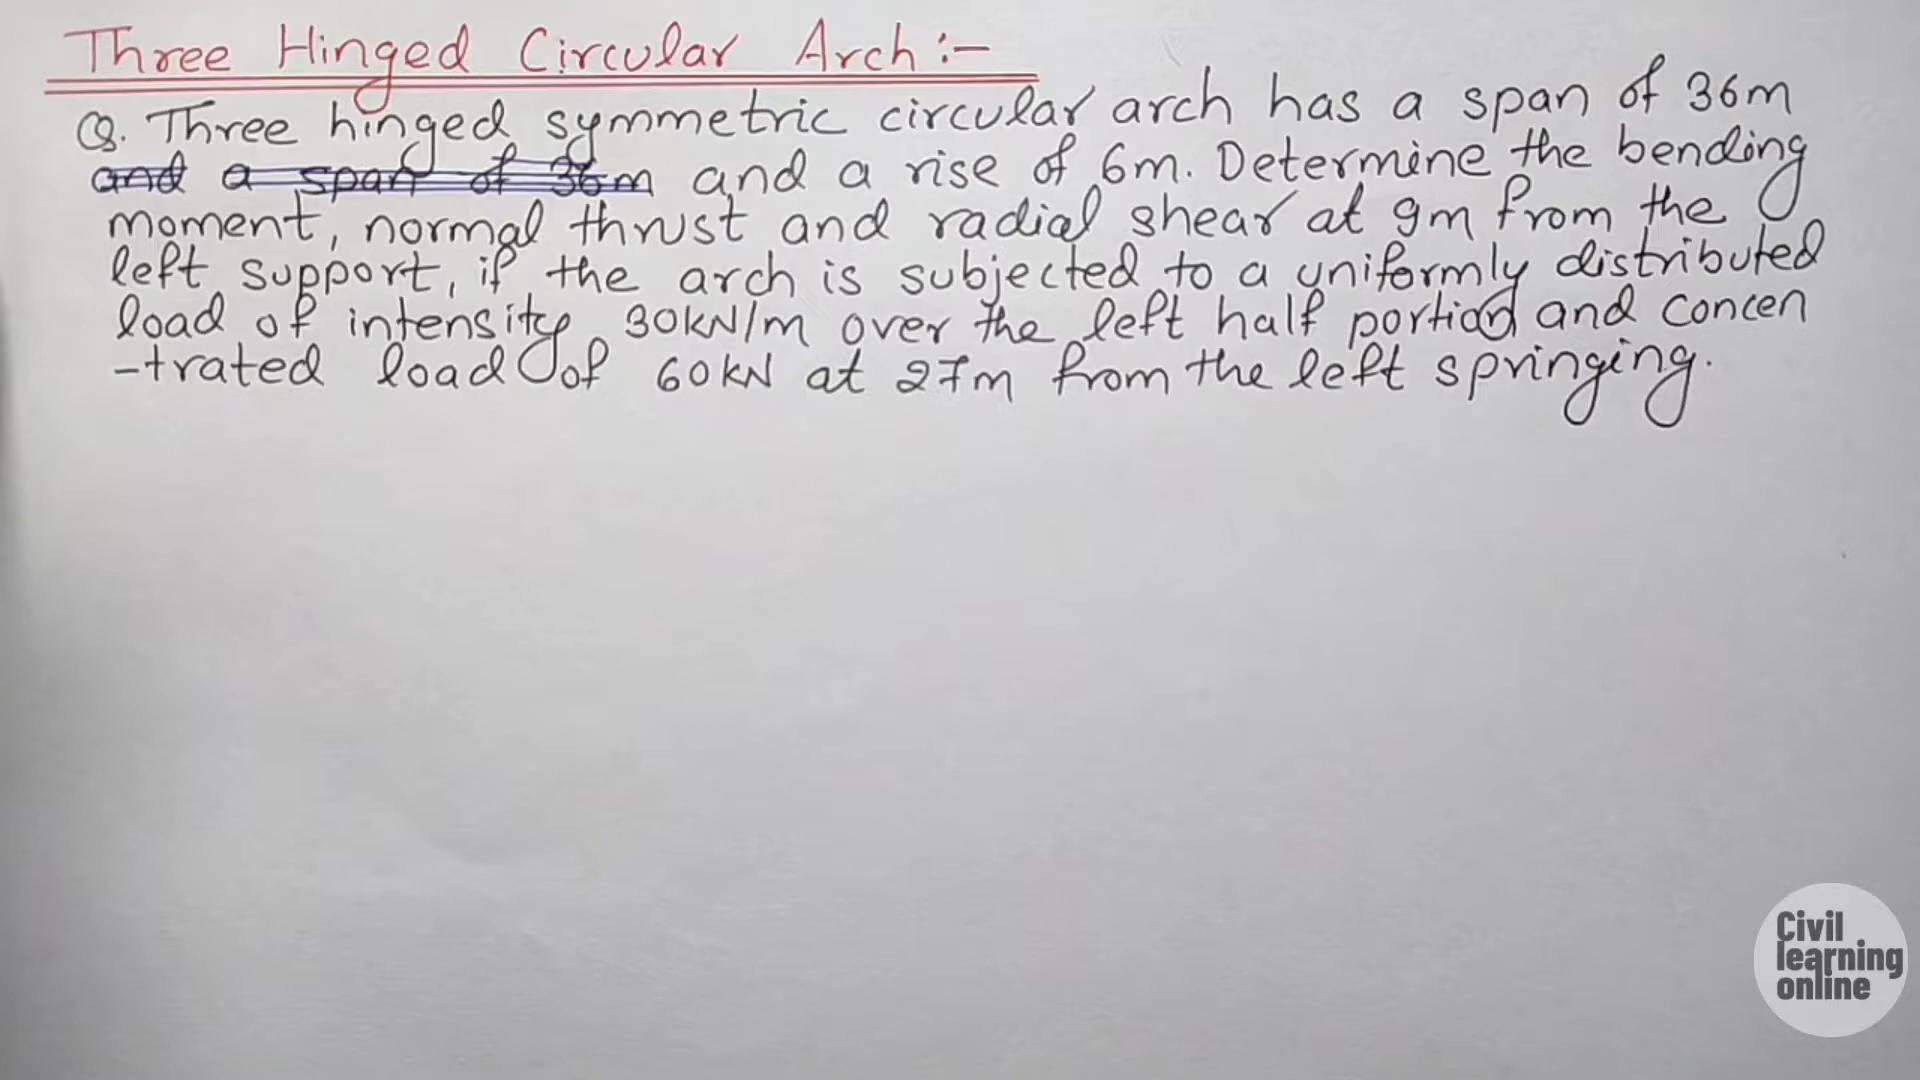 Three Hinged Circular Arch :-
Q. Three hinged symmetric circular arch has a span of 36m
and a span of 36m and a rise of 6m. Determine the bending
moment, normal thrust and radial shear at 9m from the
left support, if the arch is subjected to a uniformly distributed
load of intensity 30kN/m over the left half portion and concen
-trated load of 60kN at 27m from the left springing.
Civil
learning
online